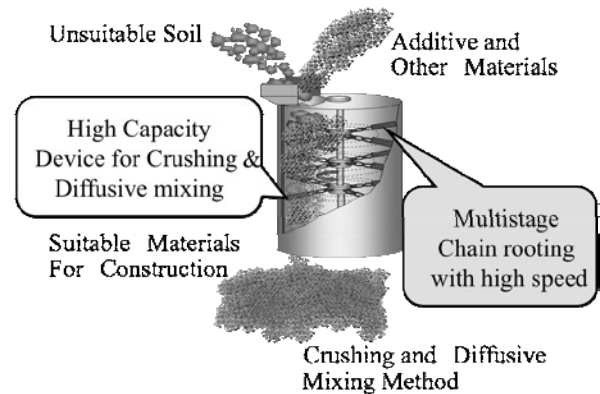 Unsuitable Soil
Additive and
Other Materials
High Capacity
Device for Crushing &
Diffusive mixing
Multistage
Chain rooting
with high speed
Suitable Materials
For Construction
Crushing and Diffusive
Mixing Method